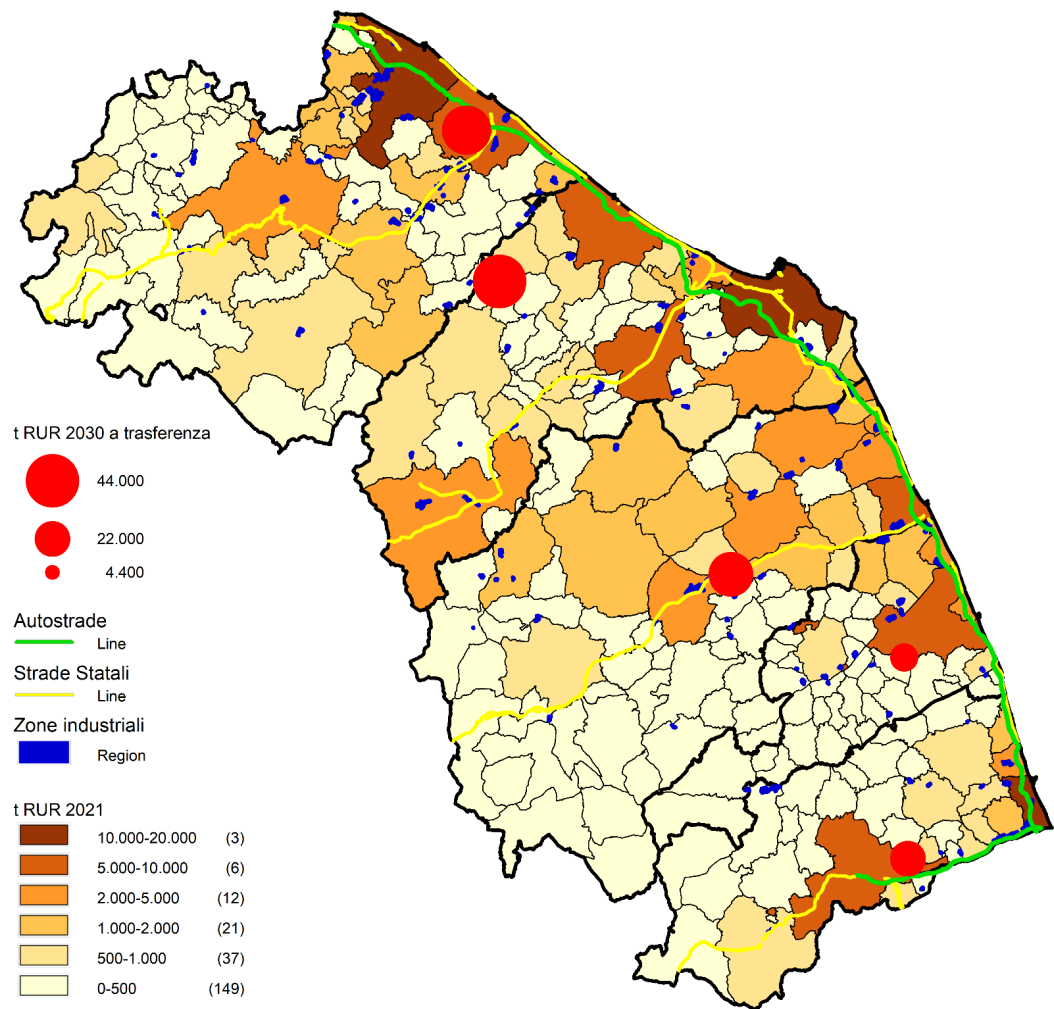 t RUR 2030 a trasferenza
44.000
22.000
4.400
Autostrade
Line
Strade Statali
Line
Zone industriali
Region
t RUR 2021
10.000-20.000 (3)
5.000-10.000 (6)
2.000-5.000 (12)
1.000-2.000 (21)
500-1.000 (37)
0-500 (149)